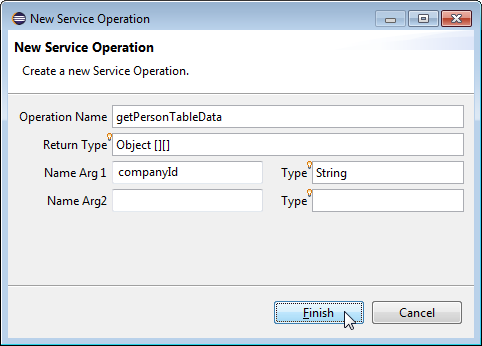 New Service Operation
New Service Operation
Create a new Service Operation.
Operation Name getPersonTableData
Return Type Object [][]
Name Arg 1 companyId Type String
Name Arg2 Type
Finish Cancel